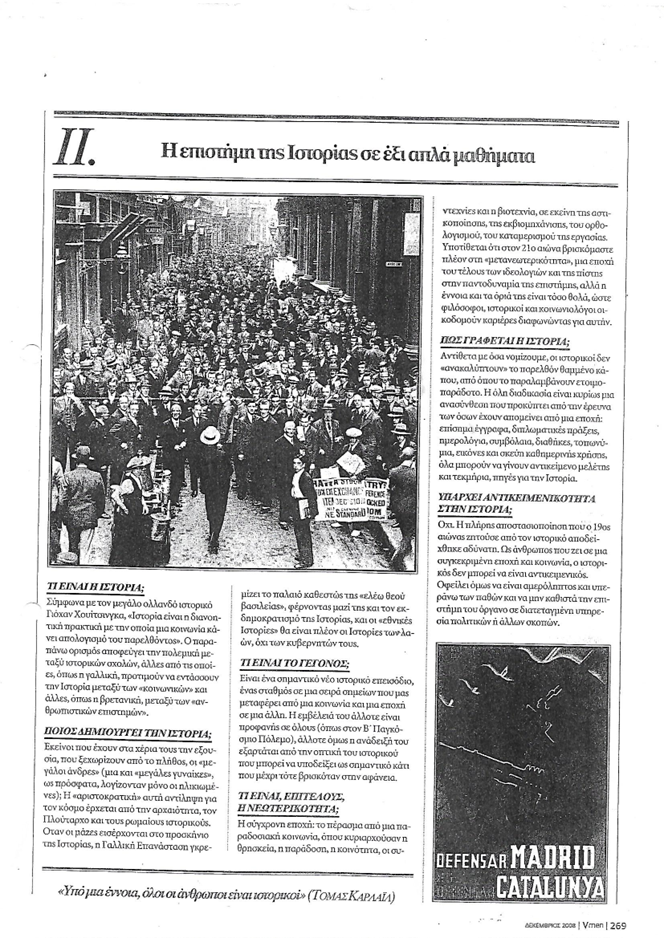 II.
Η επιστήμη της Ιστορίας σε έξι απλά μαθήματα
ΤΙ ΕΙΝΑΙ Η ΙΣΤΟΡΙΑ;
Σύμφωνα με τον μεγάλο ολλανδό ιστορικό
Γιόχαν Χουίτσινγκα, «Ιστορία είναι η διανοη-
τική πρακτική με την οποία μια κοινωνία κά-
νει απολογισμό του παρελθόντος». Ο παρα-
πάνω ορισμός αποφεύγει την πολεμική με-
ταξύ ιστορικών σχολών, άλλες από τις οποί-
ες, όπως η γαλλική, προτιμούν να εντάσσουν
την Ιστορία μεταξύ των «κοινωνικών» και
άλλες, όπως η βρετανική, μεταξύ των «αν-
θρωπιστικών επιστημών».
ΠΟΙΟΣ ΔΗΜΙΟΥΡΓΕΙ ΤΗΝ ΙΣΤΟΡΙΑ;
Εκείνοι που έχουν στα χέρια τους την εξου-
σία, που ξεχωρίζουν από το πλήθος, οι «με-
γάλοι άνδρες» (μια και «μεγάλες γυναίκες»,
ως πρόσφατα, λογίζονταν μόνο οι ηλικιωμέ-
νες); Η «αριστοκρατική» αυτή αντίληψη για
τον κόσμο έρχεται από την αρχαιότητα, τον
Πλούταρχο και τους ρωμαίους ιστορικούς.
Όταν οι μάζες εισέρχονται στο προσκήνιο
της Ιστορίας, η Γαλλική Επανάσταση γκρε-
μίζει το παλαιό καθεστώς της «ελέω θεού
βασιλείας», φέρνοντας μαζί της και τον εκ-
δημοκρατισμό της Ιστορίας, και οι «εθνικές
Ιστορίες» θα είναι πλέον οι Ιστορίες των λα-
ών, όχι των κυβερνητών τους.
ΤΙ ΕΙΝΑΙ ΤΟ ΓΕΓΟΝΟΣ;
Είναι ένα σημαντικό νέο ιστορικό επεισόδιο,
ένας σταθμός σε μια σειρά σημείων που μας
μεταφέρει από μια κοινωνία και μια εποχή
σε μια άλλη. Η εμβέλειά του άλλοτε είναι
προφανής σε όλους (όπως στον Β΄ Παγκό-
σμιο Πόλεμο), άλλοτε όμως η ανάδειξή του
εξαρτάται από την οπτική του ιστορικού
που μπορεί να υποδείξει ως σημαντικό κάτι
που μέχρι τότε βρισκόταν στην αφάνεια.
ΤΙ ΕΙΝΑΙ, ΕΠΙΤΕΛΟΥΣ,
Η ΝΕΩΤΕΡΙΚΟΤΗΤΑ;
Η σύγχρονη εποχή: το πέρασμα από μια πα-
ραδοσιακή κοινωνία, όπου κυριαρχούσαν η
θρησκεία, η παράδοση, η κοινότητα, οι συ-
ντεχνίες και η βιοτεχνία, σε εκείνη της αστι-
κοποίησης, της εκβιομηχάνισης, του ορθο-
λογισμού, του καταμερισμού της εργασίας.
Υποτίθεται ότι στον 21ο αιώνα βρισκόμαστε
πλέον στη «μετανεωτερικότητα», μια εποχή
του τέλους των ιδεολογιών και της πίστης
στην παντοδυναμία της επιστήμης, αλλά η
έννοια και τα όριά της είναι τόσο θολά, ώστε
φιλόσοφοι, ιστορικοί και κοινωνιολόγοι οι-
κοδομούν καριέρες διαφωνώντας για αυτήν.
ΠΩΣ ΓΡΑΦΕΤΑΙ Η ΙΣΤΟΡΙΑ;
Αντίθετα με όσα νομίζουμε, οι ιστορικοί δεν
«ανακαλύπτουν» το παρελθόν θαμμένο κά-
που, από όπου το παραλαμβάνουν ετοιμο-
παράδοτο. Η όλη διαδικασία είναι κυρίως μια
ανασύνθεση που προκύπτει από την έρευνα
των όσων έχουν απομείνει από μια εποχή:
επίσημα έγγραφα, διπλωματικές πράξεις,
ημερολόγια, συμβόλαια, διαθήκες, τοπωνύ-
μια, εικόνες και σκεύη καθημερινής χρήσης,
όλα μπορούν να γίνουν αντικείμενο μελέτης
και τεκμήρια, πηγές για την Ιστορία.
ΥΠΑΡΧΕΙ ΑΝΤΙΚΕΙΜΕΝΙΚΟΤΗΤΑ
ΣΤΗΝ ΙΣΤΟΡΙΑ;
Όχι. Η πλήρης αποστασιοποίηση που ο 19ος
αιώνας ζητούσε από τον ιστορικό αποδεί-
χθηκε αδύνατη. Ως άνθρωπος που ζει σε μια
συγκεκριμένη εποχή και κοινωνία, ο ιστορι-
κός δεν μπορεί να είναι αντικειμενικός.
Οφείλει όμως να είναι αμερόληπτος και υπε-
ράνω των παθών και να μην καθιστά την επι-
στήμη του όργανο σε διατεταγμένη υπηρε-
σία πολιτικών ή άλλων σκοπών.
DEFENSAR MADRID
CATALUNYA
«Υπό μια έννοια, όλοι οι άνθρωποι είναι ιστορικοί» (ΤΟΜΑΣ ΚΑΡΛΑΪΛ)
ΔΕΚΕΜΒΡΙΟΣ 2008 | Vmen | 269